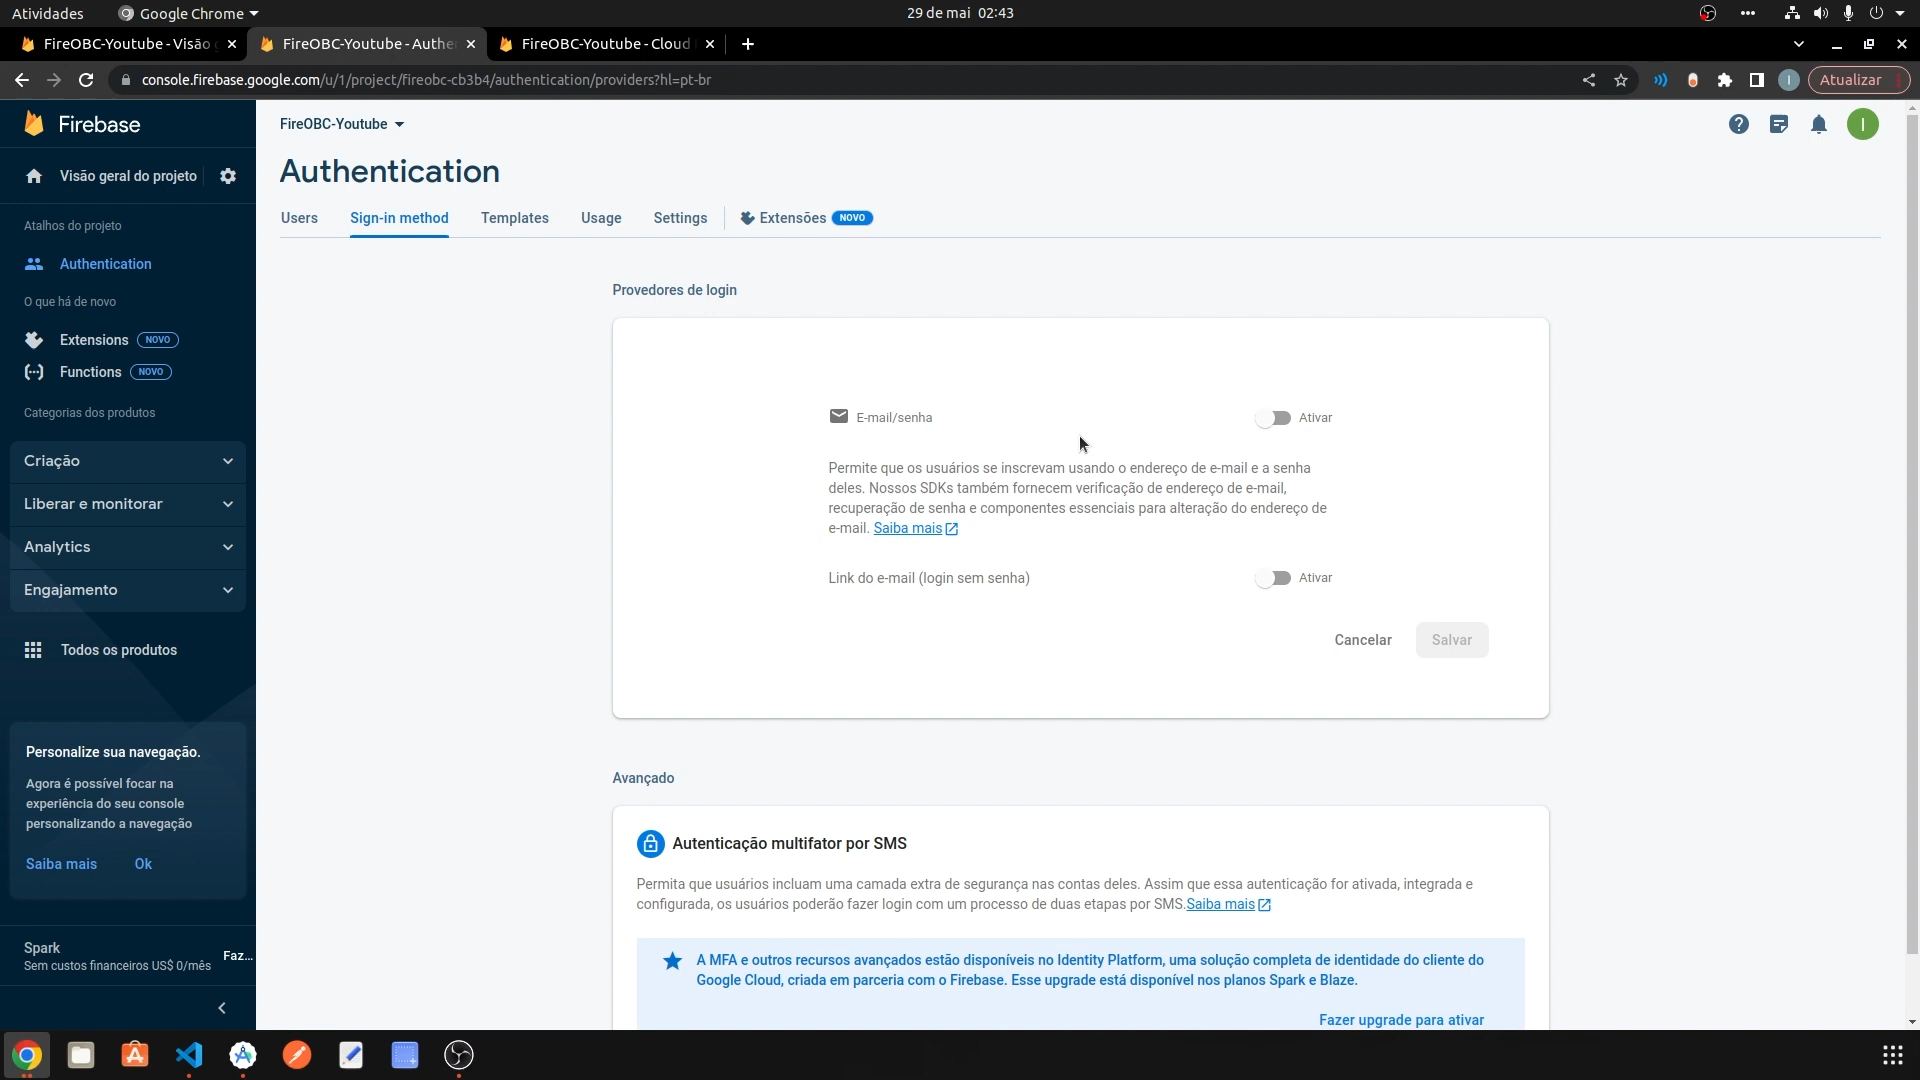 Atividades
Google Chrome
29 de mai 02:43
FireOBC-Youtube - Visão
FireOBC-Youtube - Authe
FireOBC-Youtube - Cloud
console.firebase.google.com/u/1/project/fireobc-cb3b4/authentication/providers?hl=pt-br
I
Atualizar
Firebase
FireOBC-Youtube
I
Visão geral do projeto
Authentication
Users
Sign-in method
Templates
Usage
Settings
Extensões NOVO
Atalhos do projeto
Authentication
O que há de novo
Extensions NOVO
Functions NOVO
Categorias dos produtos
Criação
Liberar e monitorar
Analytics
Engajamento
Todos os produtos
Personalize sua navegação.
Agora é possível focar na
experiência do seu console
personalizando a navegação
Saiba mais
Ok
Spark
Sem custos financeiros US$ 0/mês
Faz...
Provedores de login
E-mail/senha
Ativar
Permite que os usuários se inscrevam usando o endereço de e-mail e a senha
deles. Nossos SDKs também fornecem verificação de endereço de e-mail,
recuperação de senha e componentes essenciais para alteração do endereço de
e-mail. Saiba mais
Link do e-mail (login sem senha)
Ativar
Cancelar
Salvar
Avançado
Autenticação multifator por SMS
Permita que usuários incluam uma camada extra de segurança nas contas deles. Assim que essa autenticação for ativada, integrada e
configurada, os usuários poderão fazer login com um processo de duas etapas por SMS.Saiba mais
A MFA e outros recursos avançados estão disponíveis no Identity Platform, uma solução completa de identidade do cliente do
Google Cloud, criada em parceria com o Firebase. Esse upgrade está disponível nos planos Spark e Blaze.
Fazer upgrade para ativar